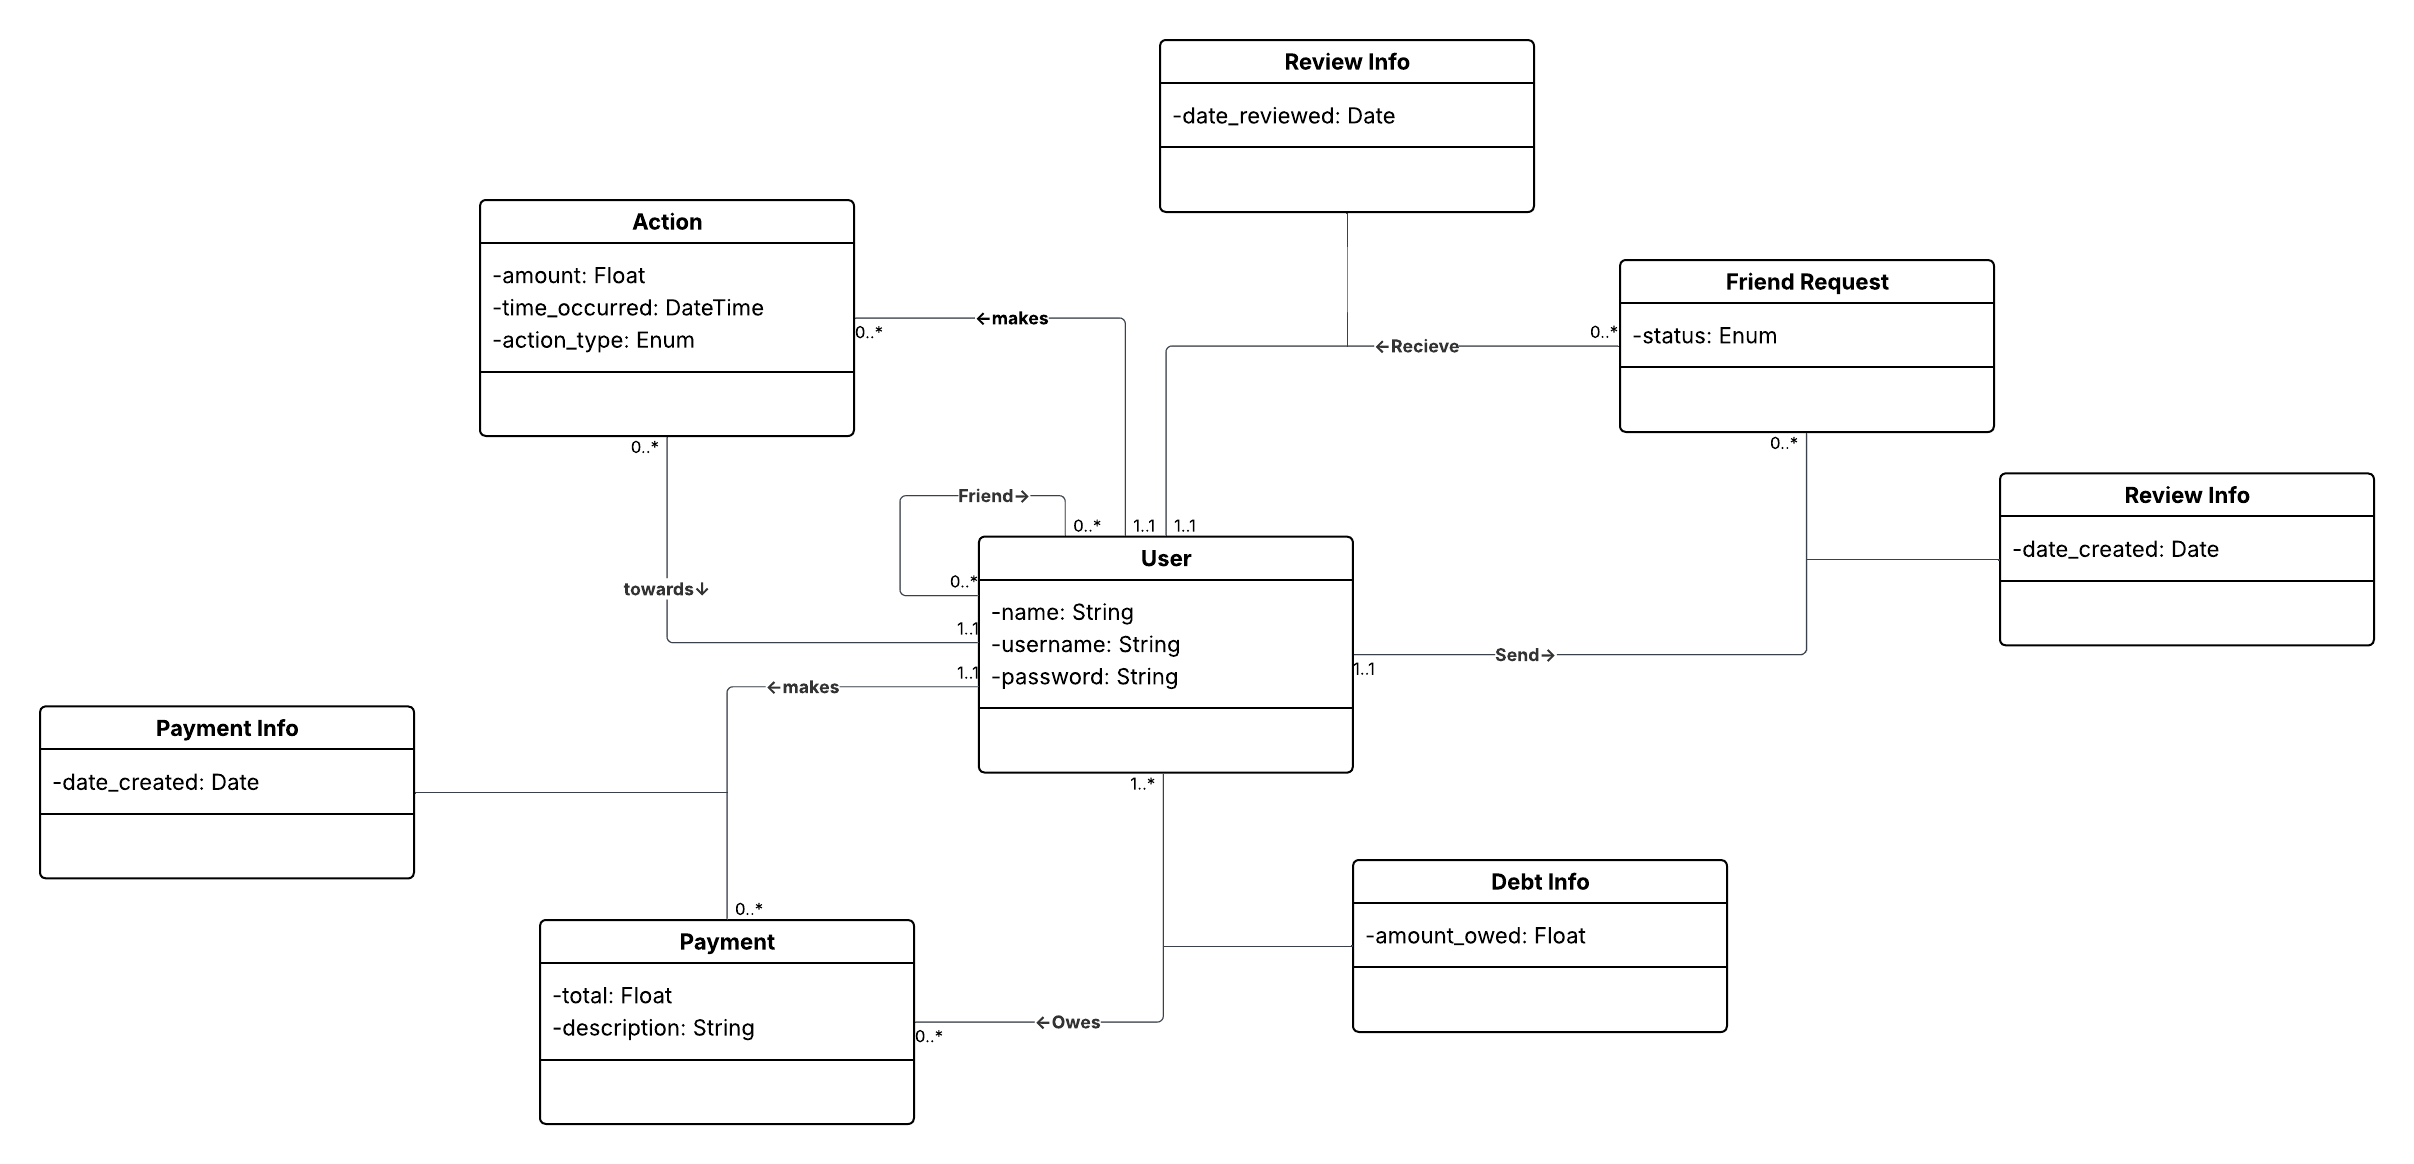 Review Info
-date_reviewed: Date
Action
-amount: Float
-time_occurred: DateTime
-action_type: Enum
←makes
0..*
Friend Request
-status: Enum
0..*
←Recieve
0..*
0..*
Review Info
-date_created: Date
Friend→
0..*
1..1
1..1
User
-name: String
-username: String
-password: String
0..*
towards↓
1..1
1..1
Send→
1..1
←makes
Payment Info
-date_created: Date
1..*
Debt Info
-amount_owed: Float
0..*
Payment
-total: Float
-description: String
←Owes
0..*